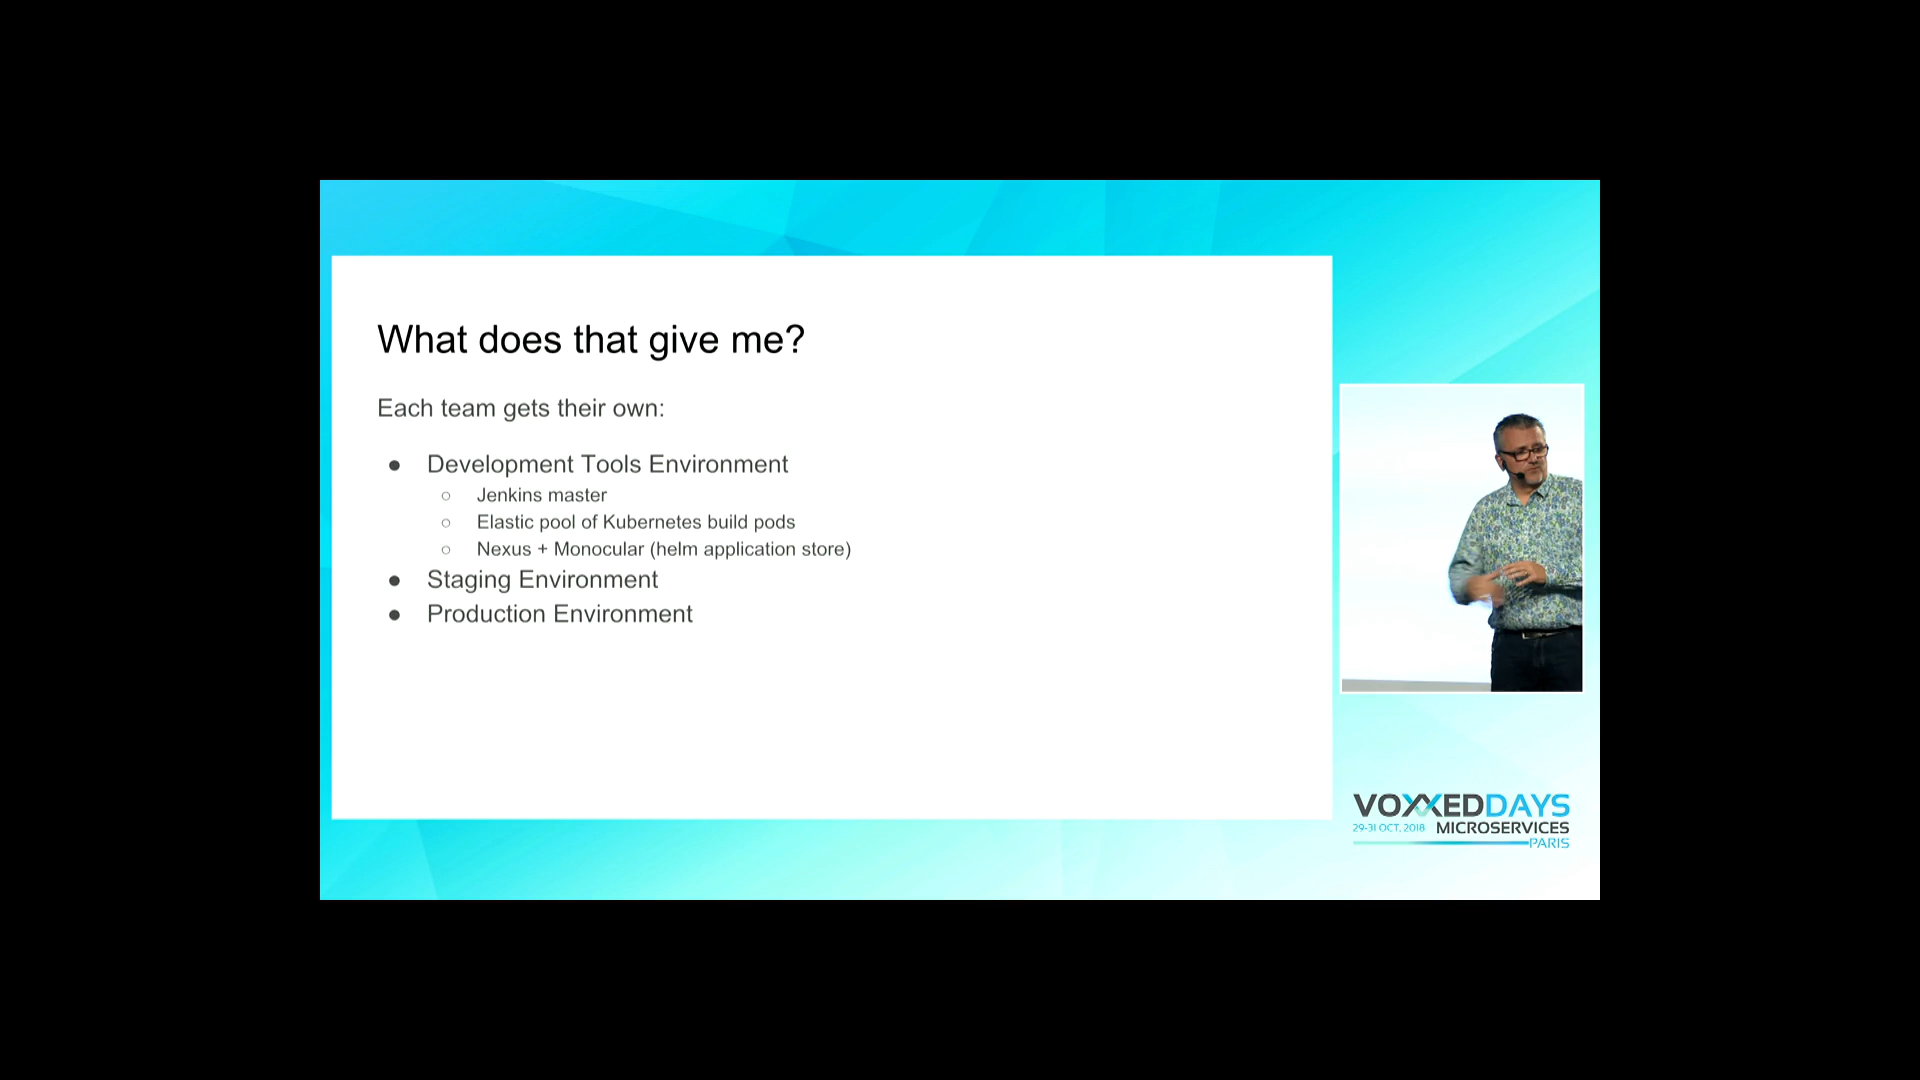 What does that give me?
Each team gets their own:
● Development Tools Environment
○ Jenkins master
○ Elastic pool of Kubernetes build pods
○ Nexus + Monocular (helm application store)
● Staging Environment
● Production Environment
VOXXEDDAYS
29-31 OCT. 2018 MICROSERVICES
PARIS